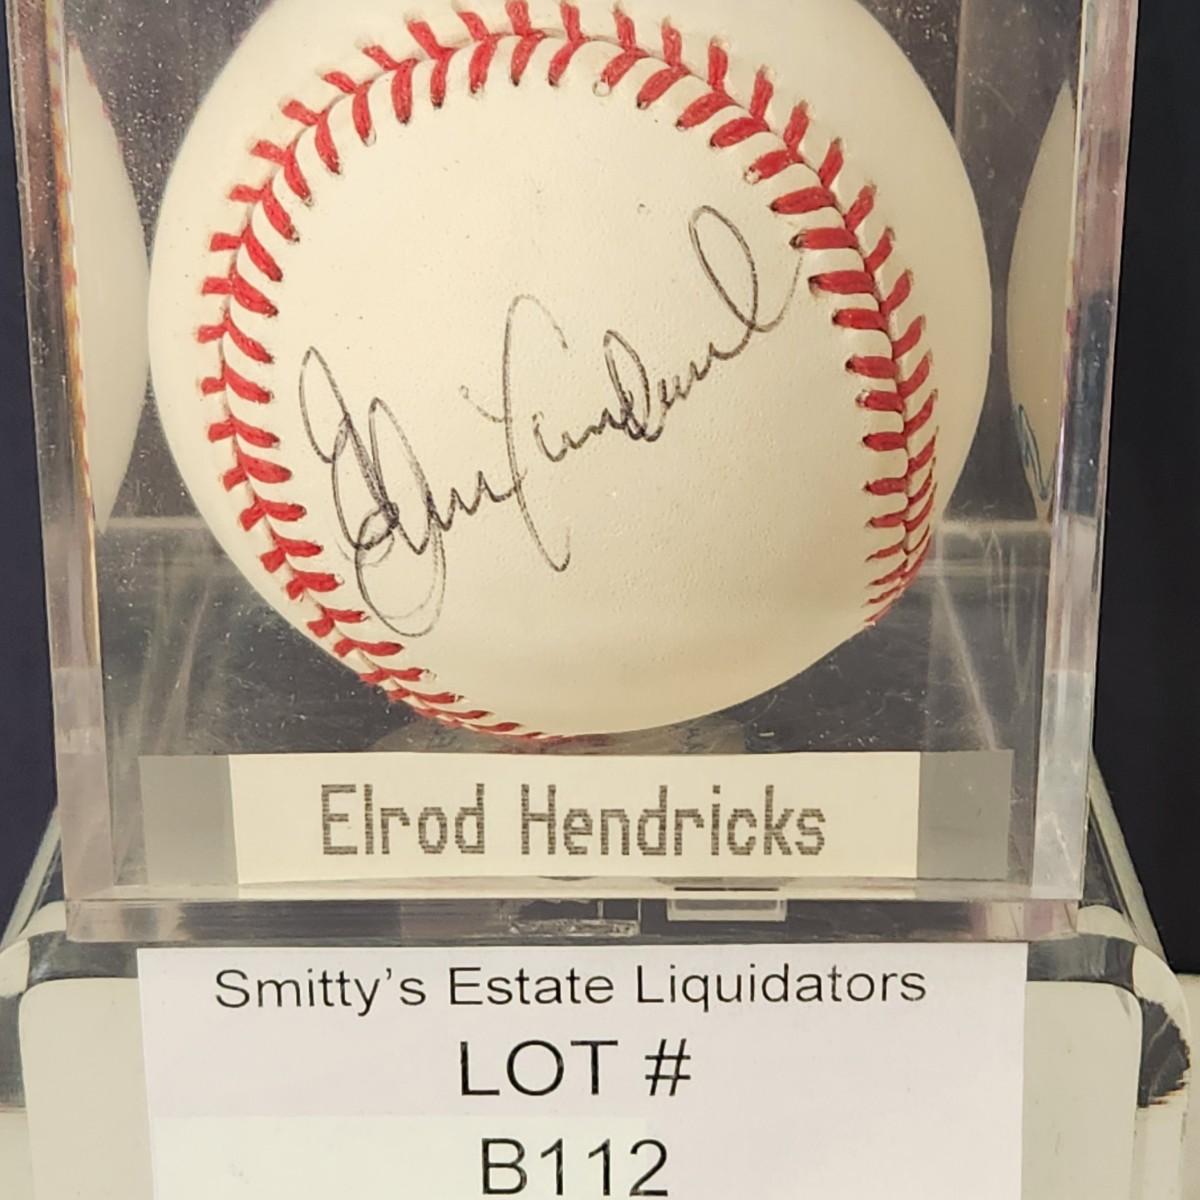 Elrod Hendricks
Smitty's Estate Liquidators
LOT #
B112